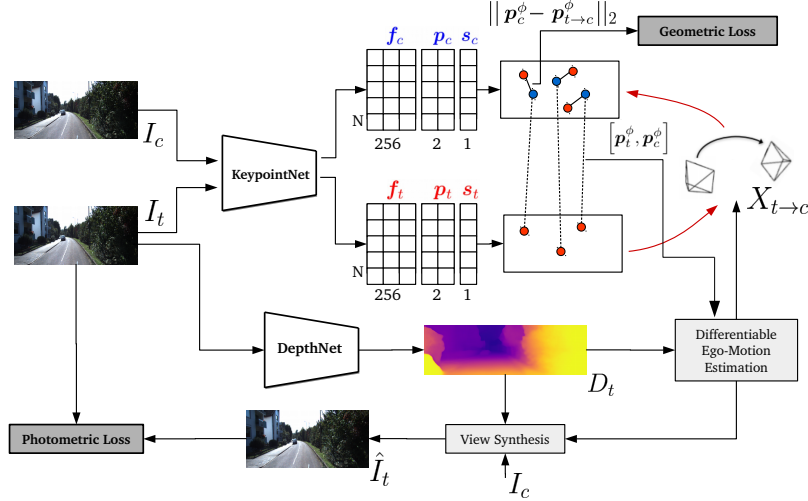 || p_c^ϕ − p_{t→c}^ϕ ||_2
Geometric Loss
f_c p_c s_c
N
256 2 1
I_c
KeypointNet
[p_t^ϕ, p_c^ϕ]
X_{t→c}
I_t
f_t p_t s_t
N
256 2 1
DepthNet
D_t
Differentiable
Ego-Motion
Estimation
Photometric Loss
Î_t
View Synthesis
I_c